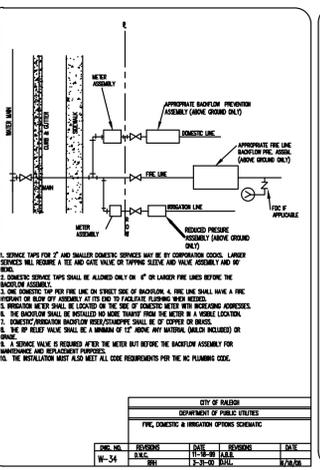 METER
ASSEMBLY
APPROPRIATE BACKFLOW PREVENTION
ASSEMBLY (ABOVE GROUND ONLY)
WATER MAIN
CURB & GUTTER
SIDEWALK
DOMESTIC LINE
APPROPRIATE FIRE LINE
BACKFLOW PRE. ASSEM.
(ABOVE GROUND ONLY)
FIRE LINE
MAIN
FDC IF
APPLICABLE
IRRIGATION LINE
METER
ASSEMBLY
R
O
W
REDUCED PRESSURE
ASSEMBLY (ABOVE GROUND
ONLY)
1. SERVICE TAPS FOR 2" AND SMALLER DOMESTIC SERVICES MAY BE BY CORPORATION COCKS. LARGER
SERVICES WILL REQUIRE A TEE AND GATE VALVE OR TAPPING SLEEVE AND VALVE ASSEMBLY AND 90°
BEND.
2. DOMESTIC SERVICE TAPS SHALL BE ALLOWED ONLY ON 6" OR LARGER FIRE LINES BEFORE THE
BACKFLOW ASSEMBLY.
3. ONE DOMESTIC TAP PER FIRE LINE ON STREET SIDE OF BACKFLOW. 4. FIRE LINE SHALL HAVE A FIRE
HYDRANT OR BLOW OFF ASSEMBLY AT ITS END TO FACILITATE FLUSHING WHEN NEEDED.
5. IRRIGATION METER SHALL BE LOCATED ON THE SIDE OF DOMESTIC METER WITH INCREASING ADDRESSES.
6. THE BACKFLOW SHALL BE INSTALLED NO MORE THAN 10' FROM THE METER IN A VISIBLE LOCATION.
7. DOMESTIC/IRRIGATION BACKFLOW RISER/STANDPIPE SHALL BE OF COPPER OR BRASS.
8. THE RP RELIEF VALVE SHALL BE A MINIMUM OF 12" ABOVE ANY MATERIAL (MULCH INCLUDED) OR
GRADE.
9. A SERVICE VALVE IS REQUIRED AFTER THE METER BUT BEFORE THE BACKFLOW ASSEMBLY FOR
MAINTENANCE AND REPLACEMENT PURPOSES.
10. THE INSTALLATION MUST ALSO MEET ALL CODE REQUIREMENTS PER THE NC PLUMBING CODE.
CITY OF RALEIGH
DEPARTMENT OF PUBLIC UTILITIES
FIRE, DOMESTIC & IRRIGATION OPTIONS SCHEMATIC
DWG. NO. REVISIONS DATE REVISIONS DATE
W-34 D.W.C. 11-18-99 A.B.B.
RRH 3-31-00 D.H.L.